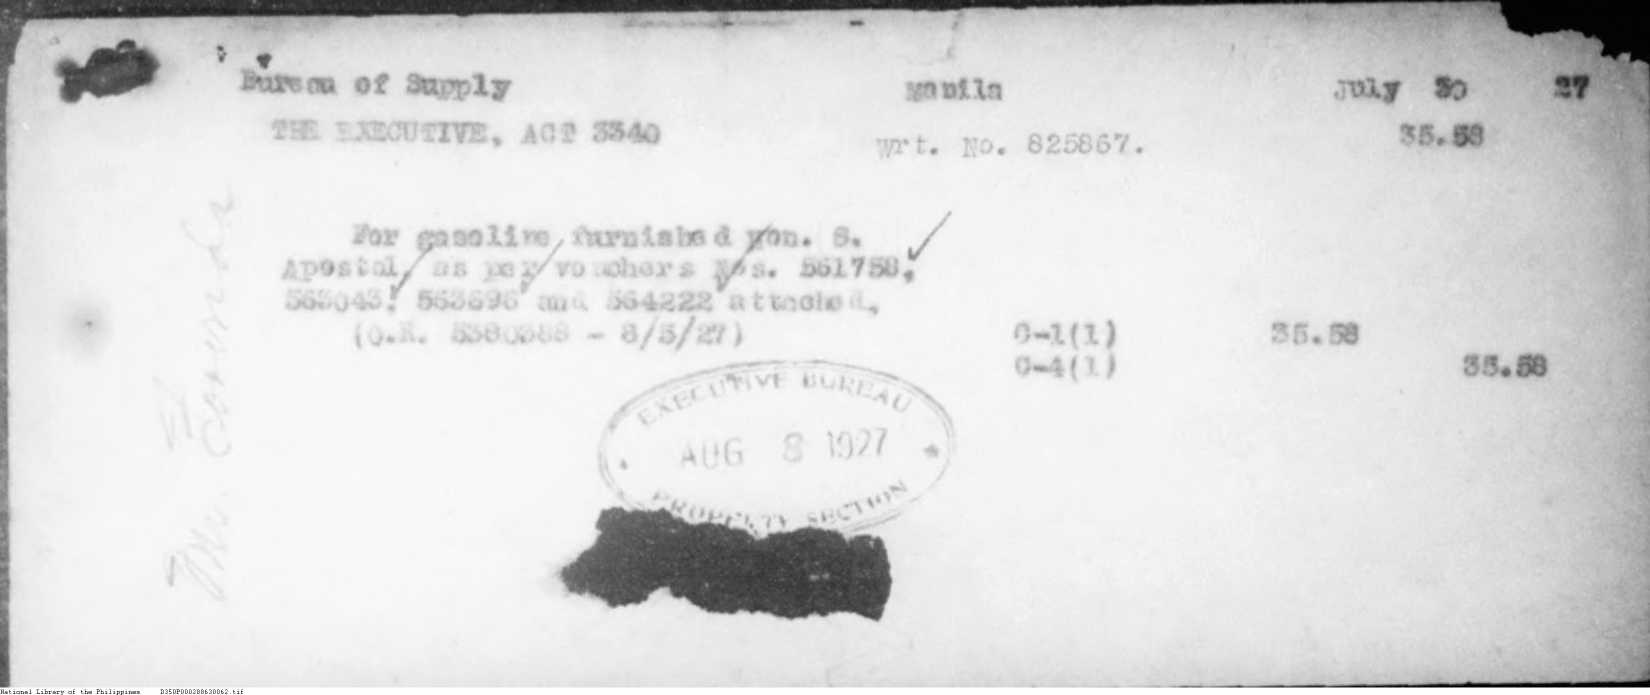 Bureau of Supply Manila July 30 27
THE EXECUTIVE, ACT 3340 35.58
Wrt. No. 825867.
For gasoline furnished Hon. S.
Apostol, as per vouchers Nos. 561758,
563043, 563696 and 564222 attached,
(O.R. - 8/5/27) G-1(1) 35.58
G-4(1) 35.58
EXECUTIVE BUREAU
AUG 8 1927
PROPERTY SECTION
Mr.
National Library of the Philippines D350P000288630062.tif